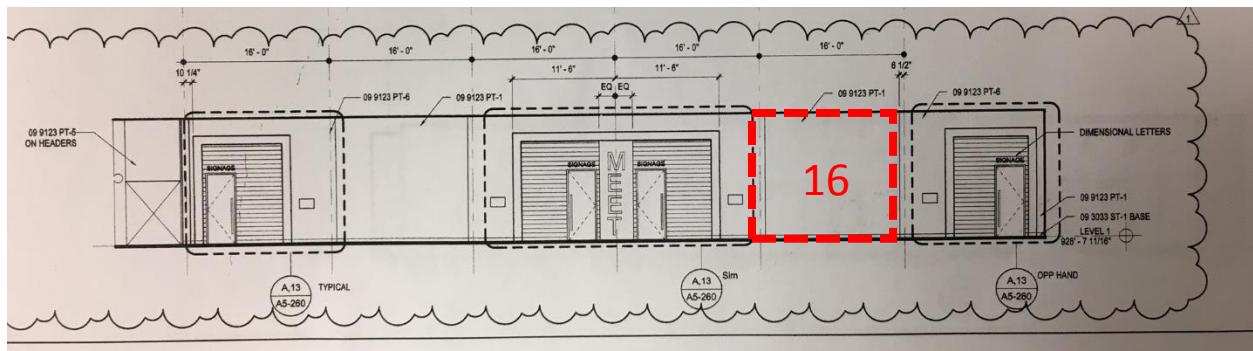 1
16' - 0"
16' - 0"
16' - 0"
16' - 0"
16' - 0"
10 1/4"
11' - 6"
11' - 6"
6 1/2"
EQ
EQ
09 9123 PT-6
09 9123 PT-1
09 9123 PT-1
09 9123 PT-6
09 9123 PT-5
ON HEADERS
DIMENSIONAL LETTERS
SIGNAGE
SIGNAGE
MEET
SIGNAGE
SIGNAGE
16
09 9123 PT-1
09 3033 ST-1 BASE
LEVEL 1
928' - 7 11/16"
A.13
A5-260
TYPICAL
A.13
A5-260
Sim
A.13
A5-260
OPP HAND